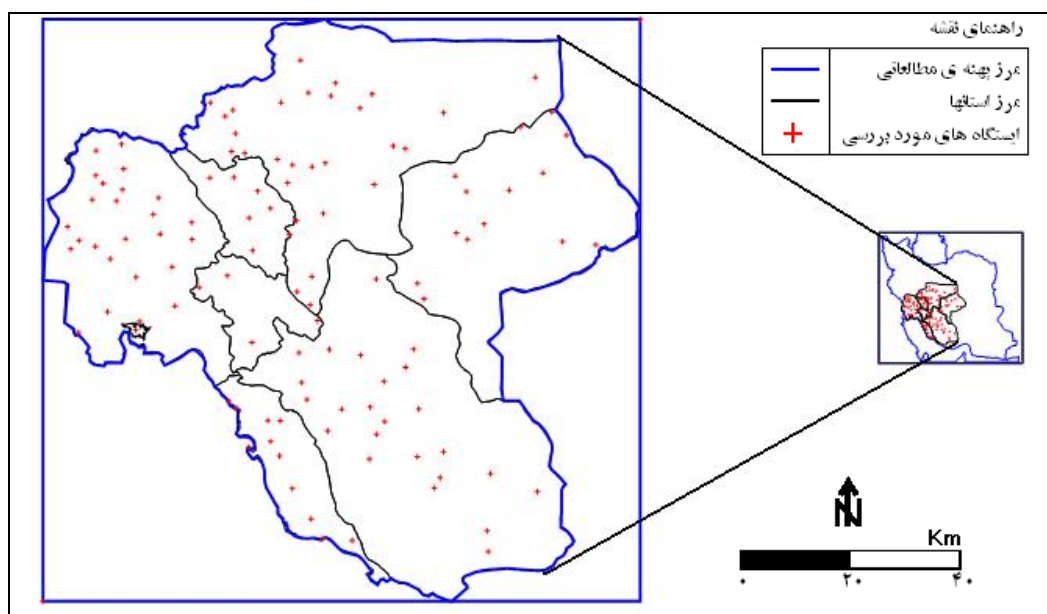 راهنمای نقشه
مرز پهنه ی مطالعاتی
مرز استانها
ایستگاه های مورد بررسی
N
Km
۰ ۲۰ ۴۰